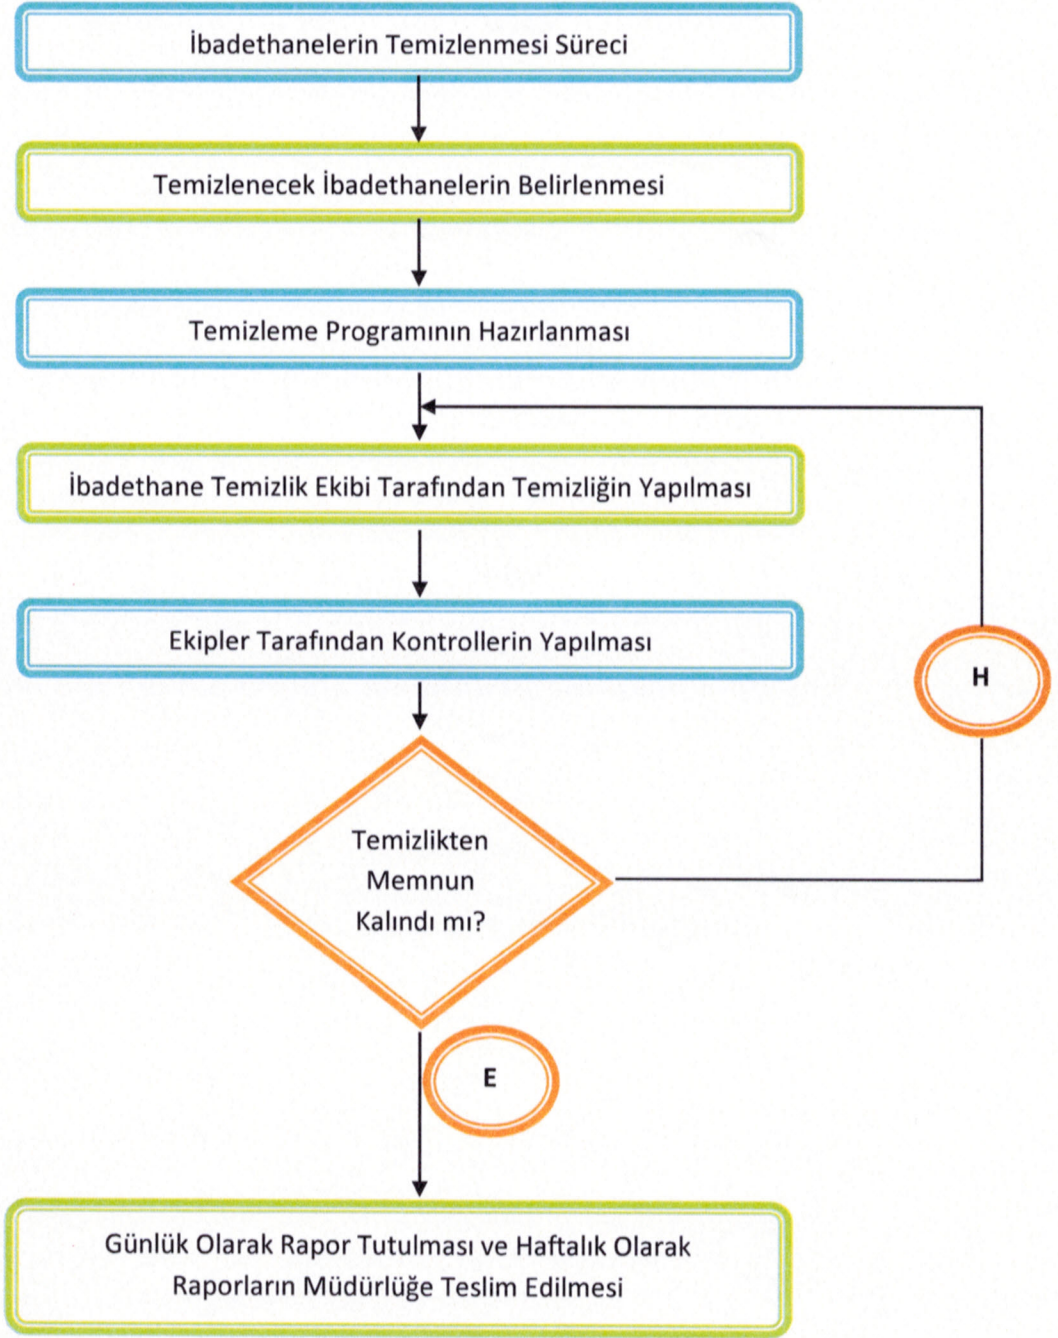 İbadethanelerin Temizlenmesi Süreci
Temizlenecek İbadethanelerin Belirlenmesi
Temizleme Programının Hazırlanması
İbadethane Temizlik Ekibi Tarafından Temizliğin Yapılması
Ekipler Tarafından Kontrollerin Yapılması
H
Temizlikten
Memnun
Kalındı mı?
E
Günlük Olarak Rapor Tutulması ve Haftalık Olarak
Raporların Müdürlüğe Teslim Edilmesi